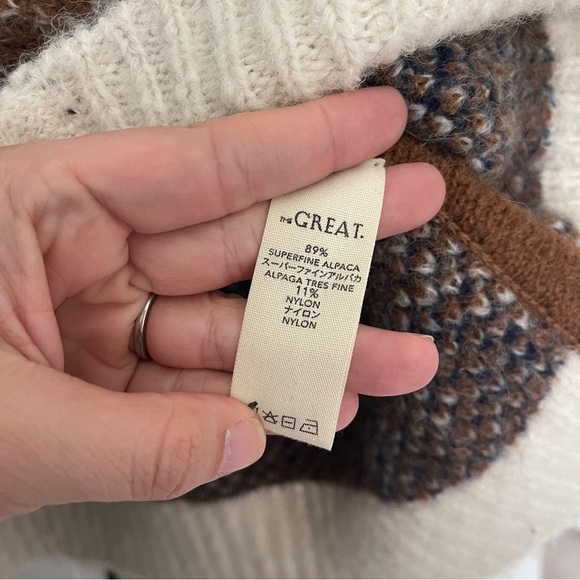 THE GREAT.
89%
SUPERFINE ALPACA
スーパーファインアルパカ
ALPAGA TRES FINE
11%
NYLON
ナイロン
NYLON